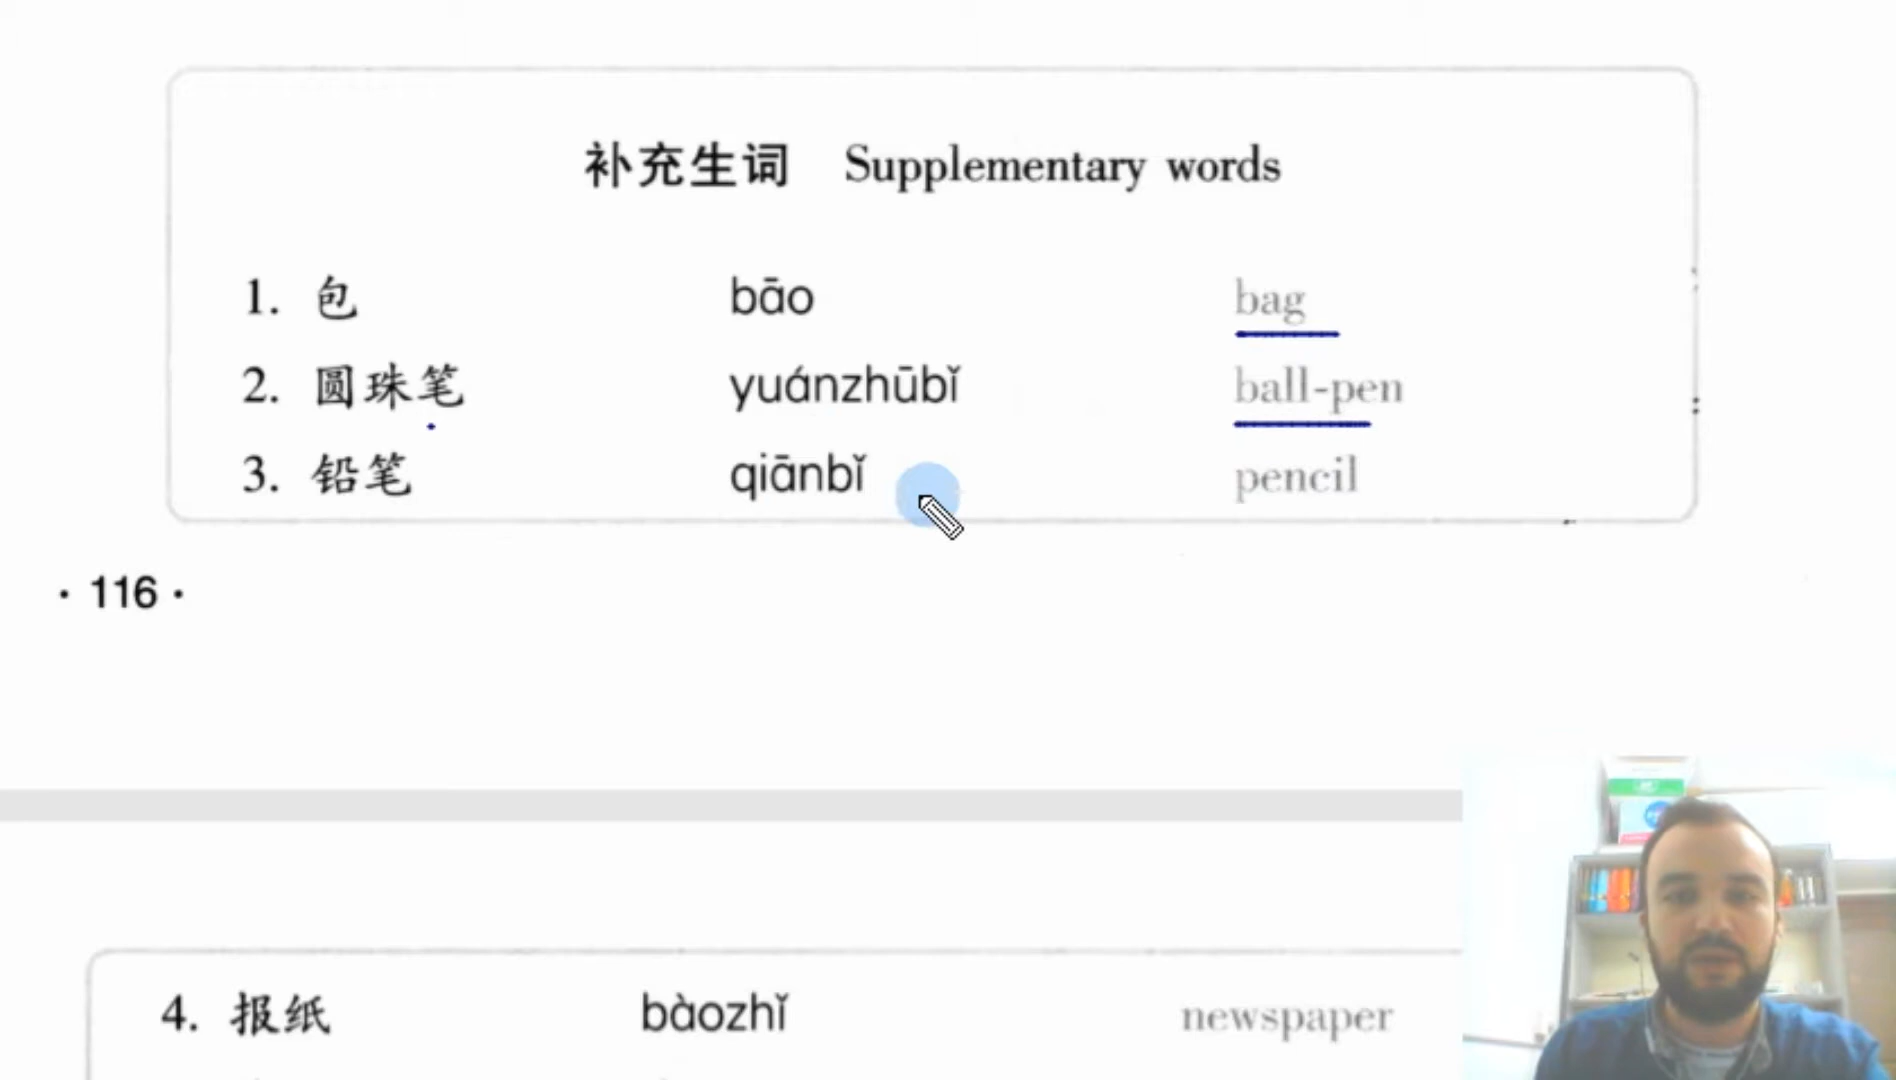 补充生词 Supplementary words
1. 包 bāo bag
2. 圆珠笔 yuánzhūbǐ ball-pen
3. 铅笔 qiānbǐ pencil
· 116 ·
4. 报纸 bàozhǐ newspaper